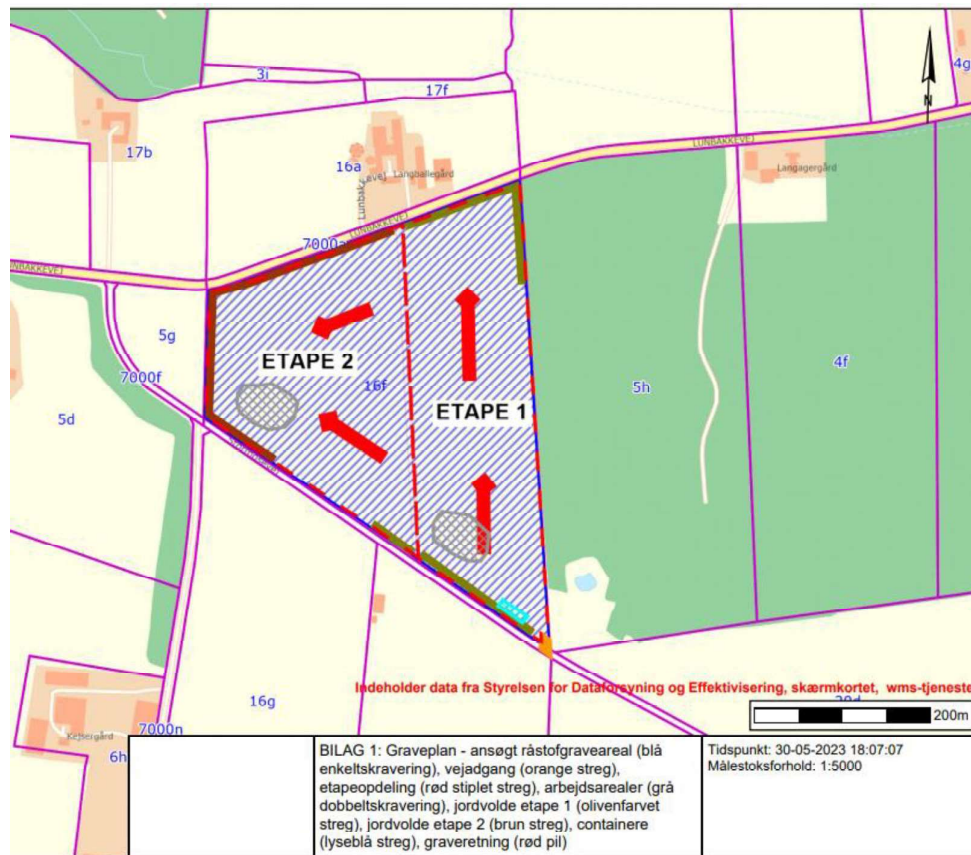 3i
4g
17f
N
17b
LUNBAKKEVEJ
16a
Langballegård
Langagergård
Lunbakkevej
LUNBAKKEVEJ
7000a
5g
ETAPE 2
16f
5h
4f
7000f
ETAPE 1
5d
Indeholder data fra Styrelsen for Dataforsyning og Effektivisering, skærmkortet, wms-tjeneste
16g
200m
7000n
Kejsergård
6h
BILAG 1: Graveplan - ansøgt råstofgraveareal (blå
enkeltskravering), vejadgang (orange streg),
etapeopdeling (rød stiplet streg), arbejdsarealer (grå
dobbeltskravering), jordvolde etape 1 (olivenfarvet
streg), jordvolde etape 2 (brun streg), containere
(lyseblå streg), graveretning (rød pil)
Tidspunkt: 30-05-2023 18:07:07
Målestoksforhold: 1:5000